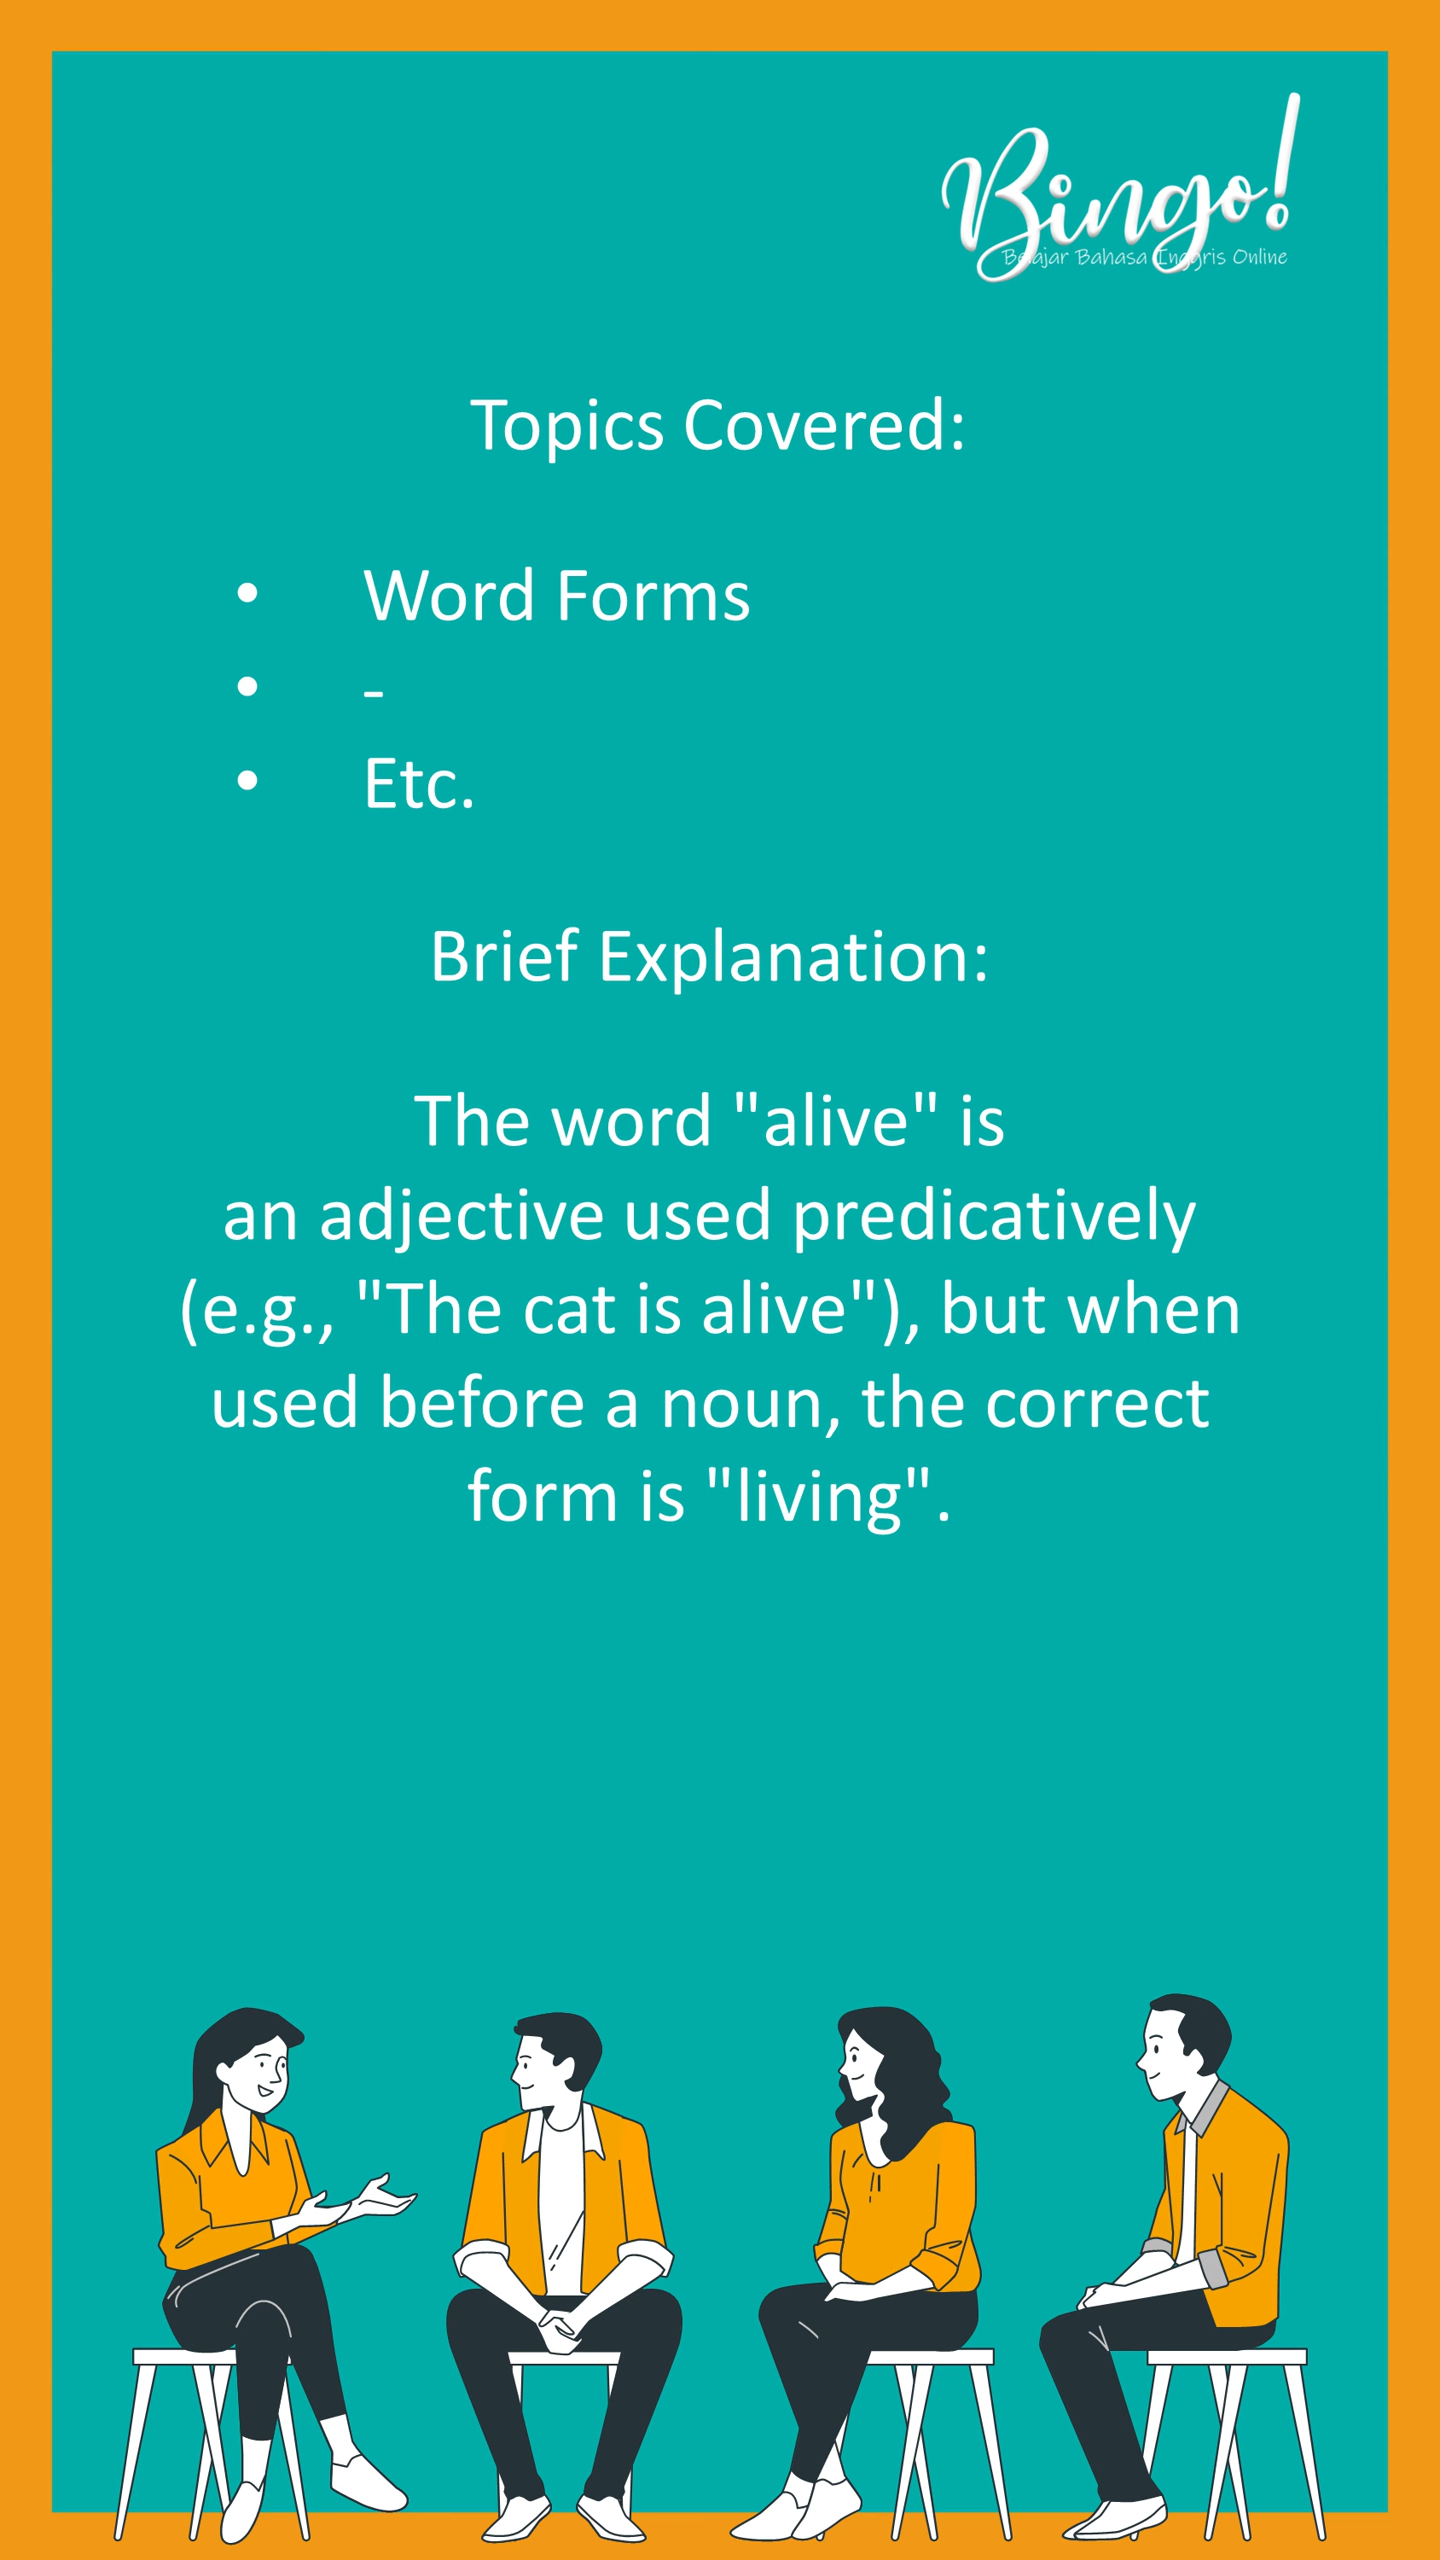 Bingo!
Belajar Bahasa Inggris Online
Topics Covered:
• Word Forms
• -
• Etc.
Brief Explanation:
The word "alive" is
an adjective used predicatively
(e.g., "The cat is alive"), but when
used before a noun, the correct
form is "living".